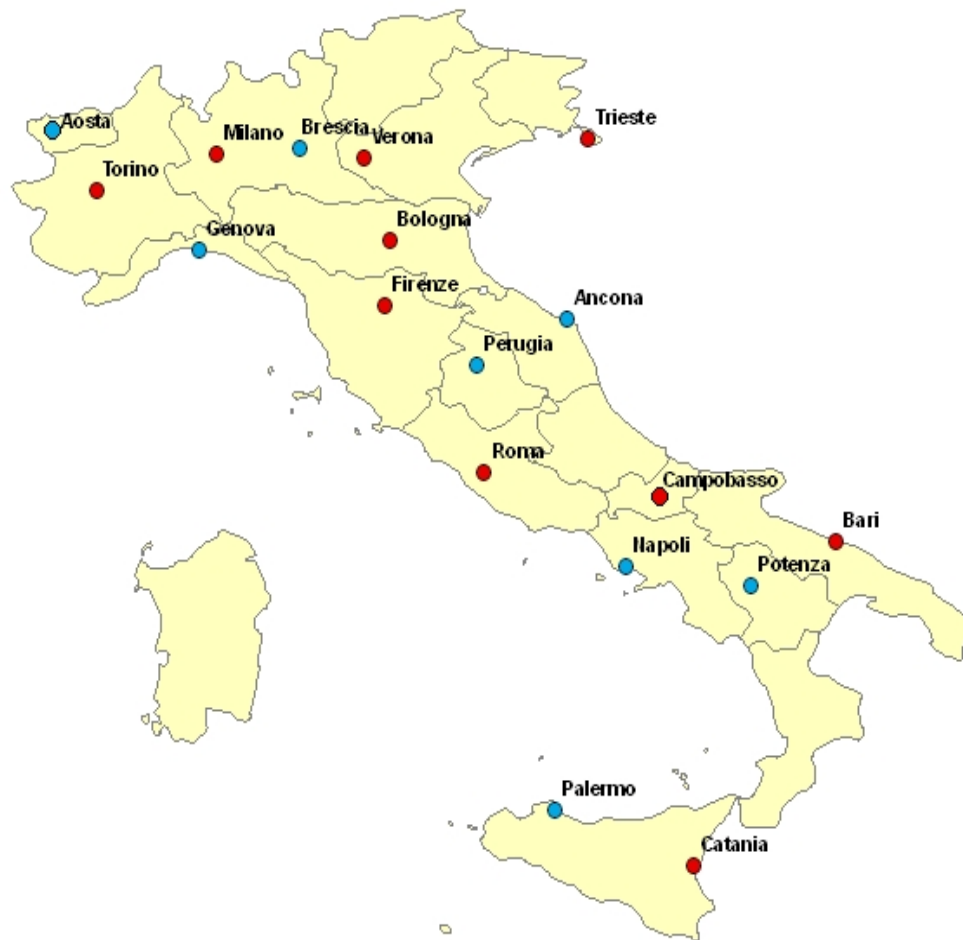 Trieste
Aosta
Brescia
Milano
Verona
Torino
Bologna
Genova
Firenze
Ancona
Perugia
Roma
Campobasso
Bari
Napoli
Potenza
Palermo
Catania